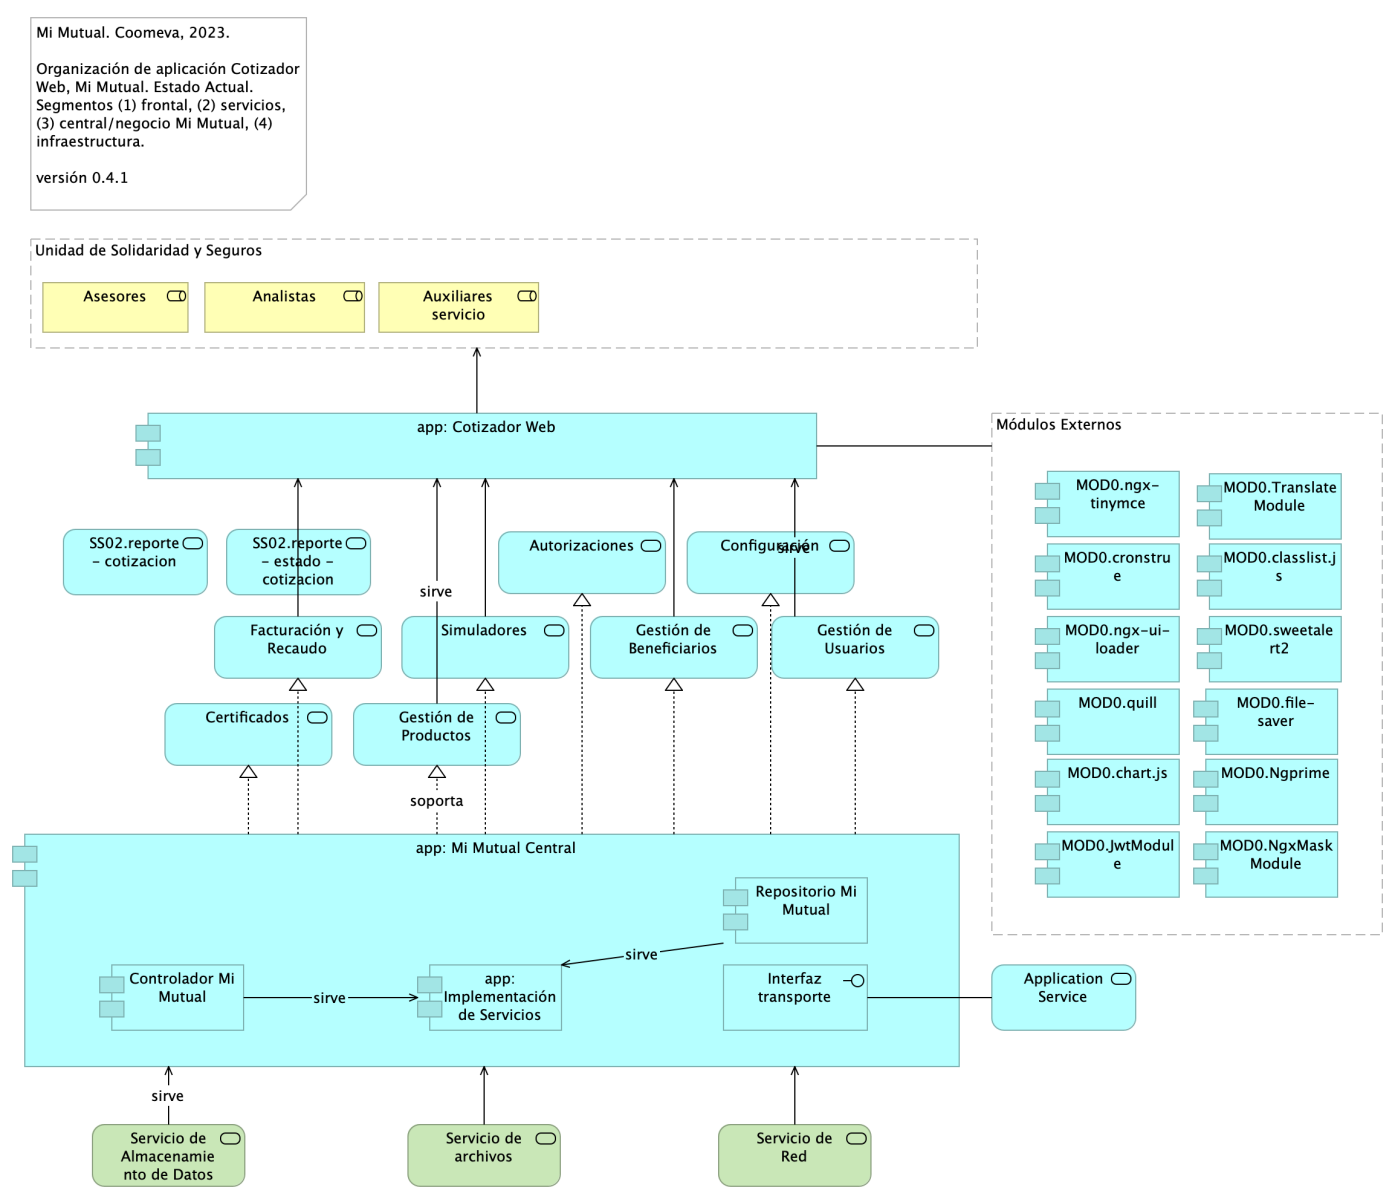 Mi Mutual. Coomeva, 2023.
Organización de aplicación Cotizador
Web, Mi Mutual. Estado Actual.
Segmentos (1) frontal, (2) servicios,
(3) central/negocio Mi Mutual, (4)
infraestructura.
versión 0.4.1
Unidad de Solidaridad y Seguros
Asesores
Analistas
Auxiliares
servicio
app: Cotizador Web
Módulos Externos
MOD0.ngx-
tinymce
MOD0.Translate
Module
MOD0.cronstru
e
MOD0.classlist.j
s
MOD0.ngx-ui-
loader
MOD0.sweetale
rt2
MOD0.quill
MOD0.file-
saver
MOD0.chart.js
MOD0.Ngprime
MOD0.JwtModul
e
MOD0.NgxMask
Module
SS02.reporte
- cotizacion
SS02.reporte
- estado -
cotizacion
Autorizaciones
Configuración
sirve
sirve
Facturación y
Recaudo
Simuladores
Gestión de
Beneficiarios
Gestión de
Usuarios
Certificados
Gestión de
Productos
soporta
app: Mi Mutual Central
Repositorio Mi
Mutual
sirve
Controlador Mi
Mutual
sirve
app:
Implementación
de Servicios
Interfaz
transporte
Application
Service
sirve
Servicio de
Almacenamie
nto de Datos
Servicio de
archivos
Servicio de
Red